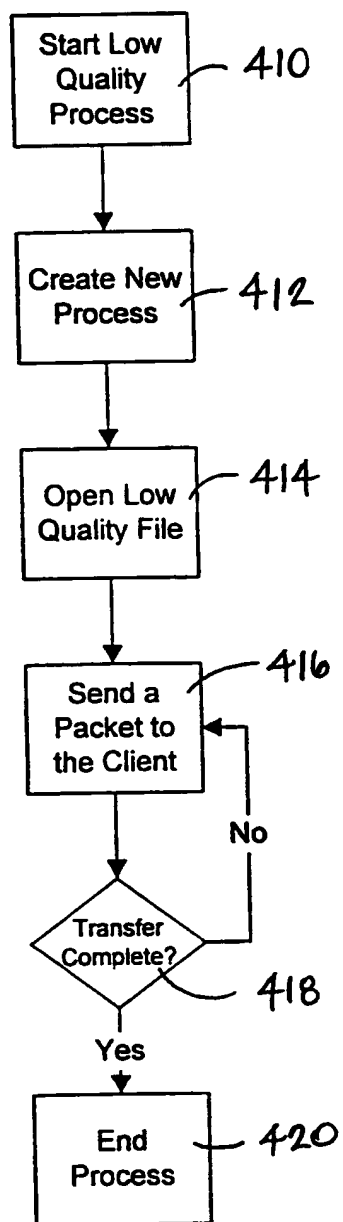 Start Low
Quality
Process
410
Create New
Process
412
Open Low
Quality File
414
Send a
Packet to
the Client
416
No
Transfer
Complete?
418
Yes
End
Process
420